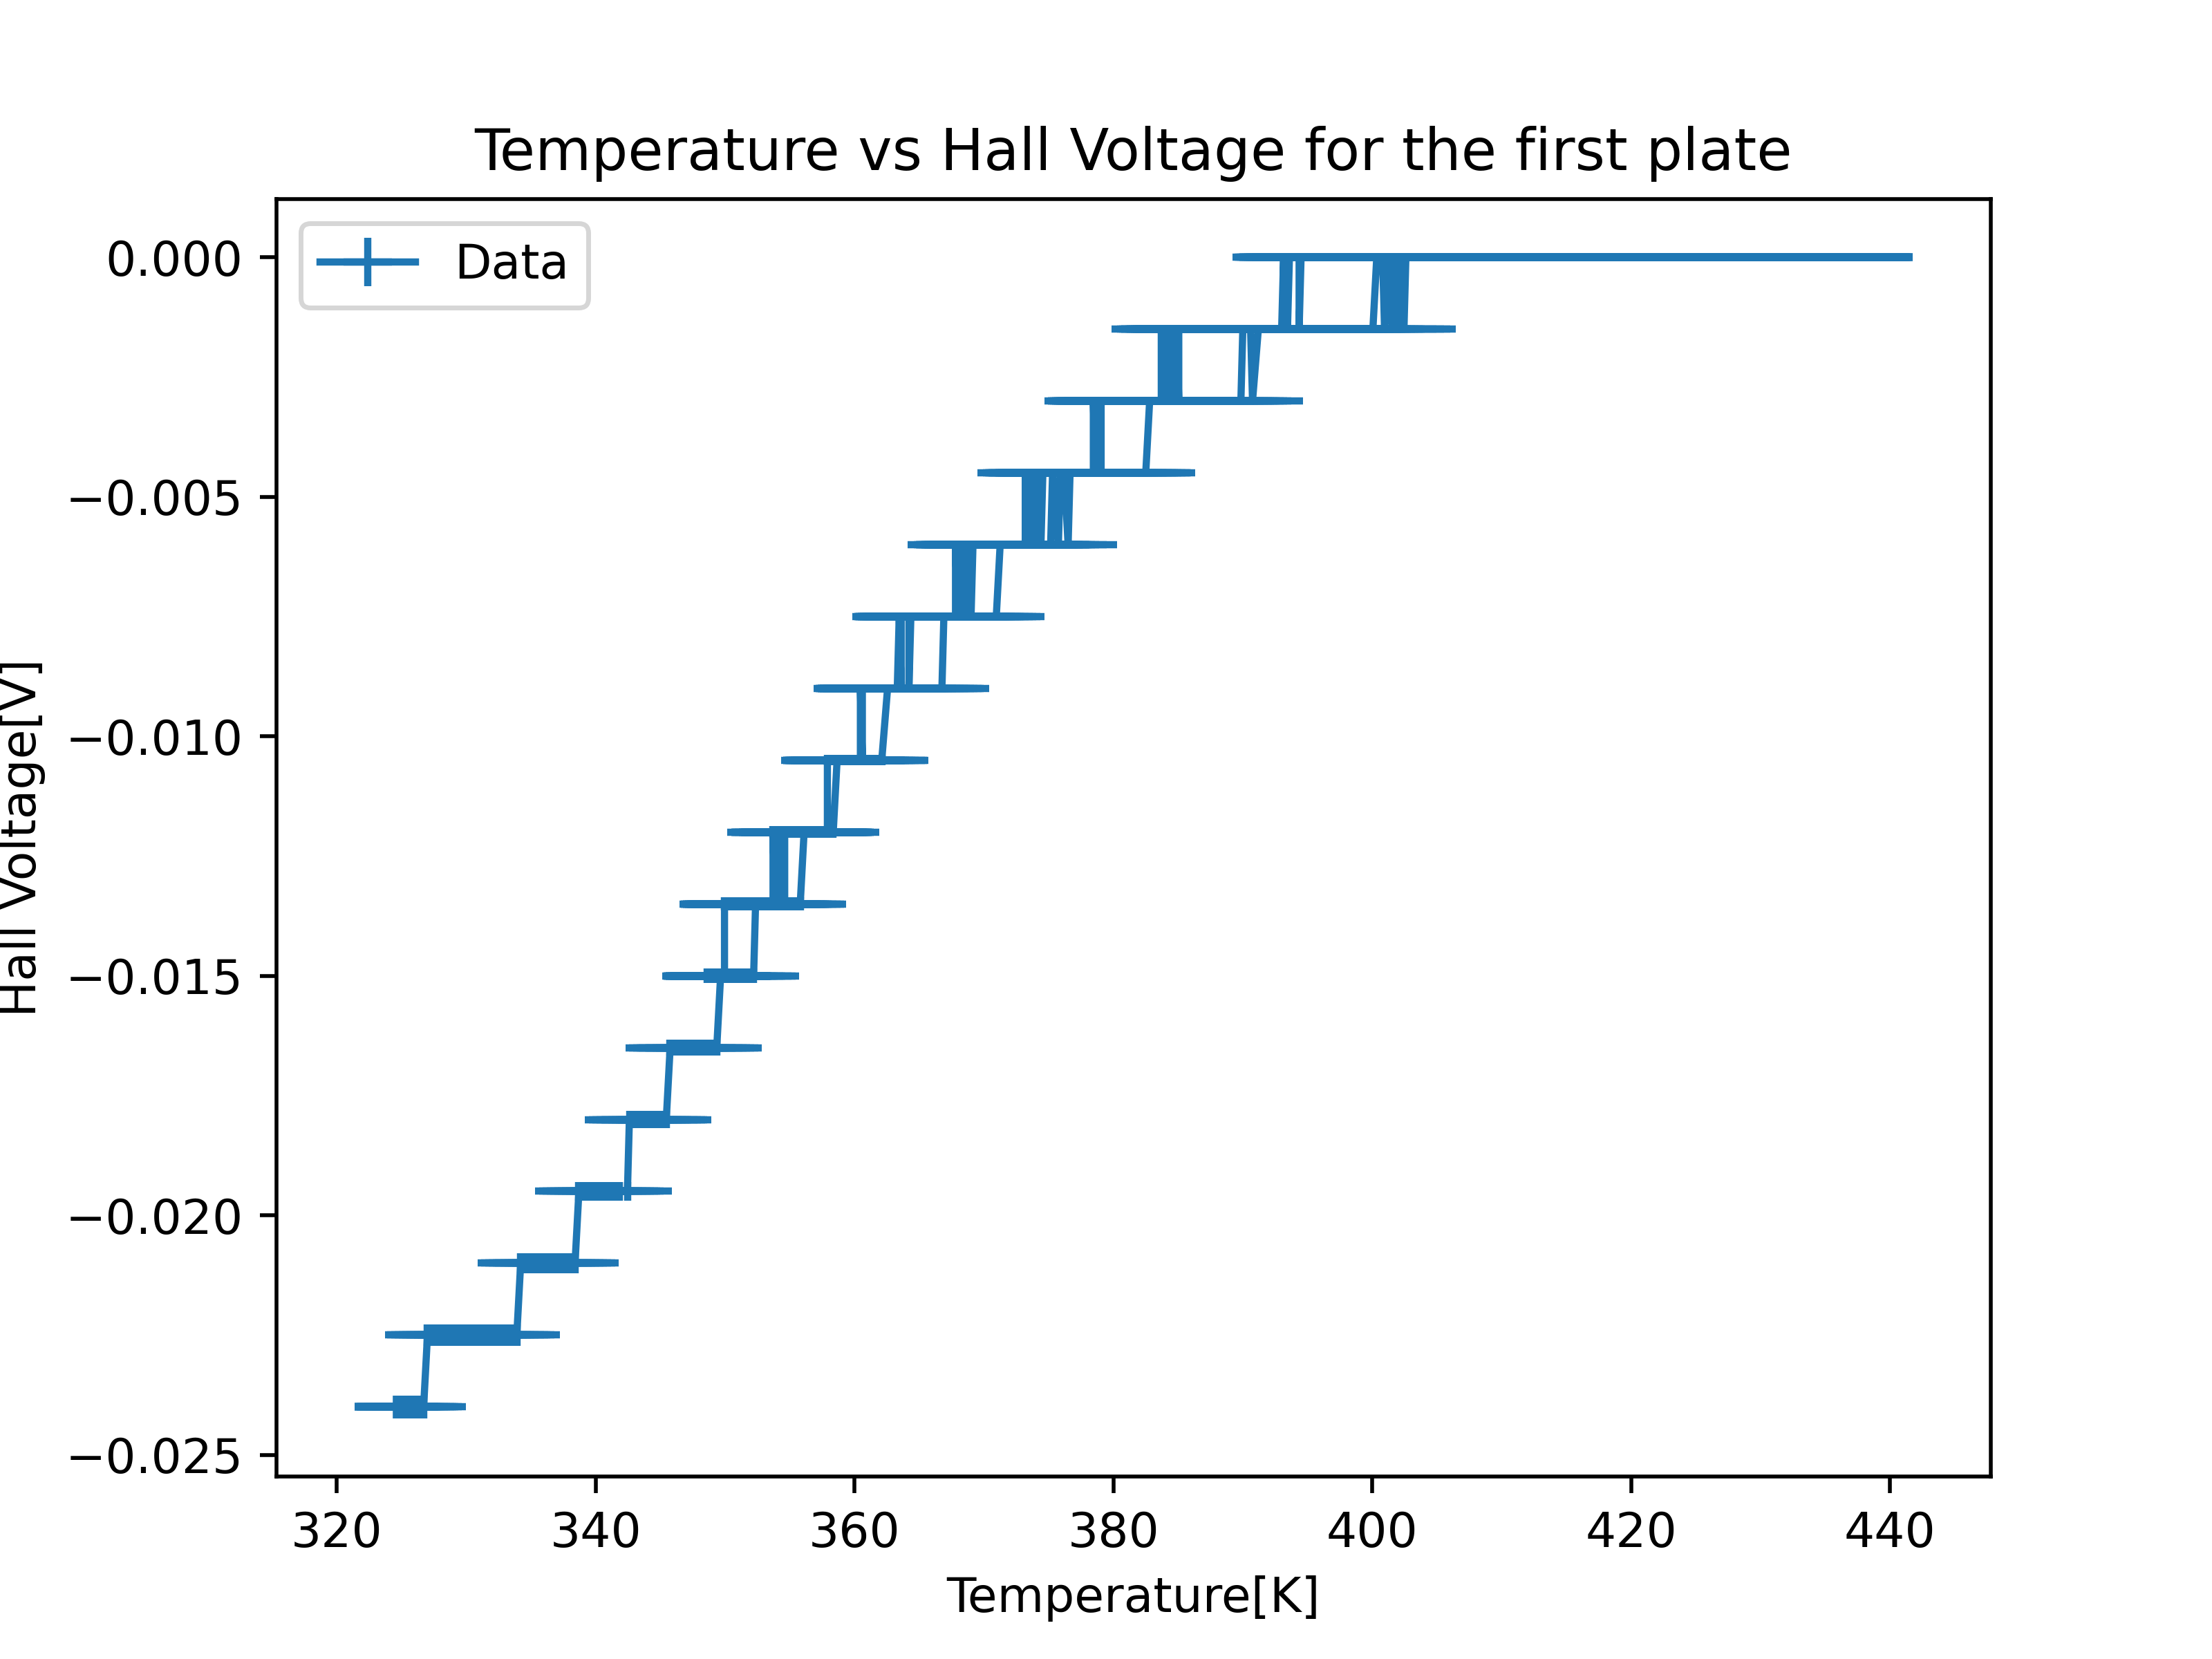 Temperature vs Hall Voltage for the first plate
Data
Hall Voltage[V]
0.000
−0.005
−0.010
−0.015
−0.020
−0.025
320 340 360 380 400 420 440
Temperature[K]